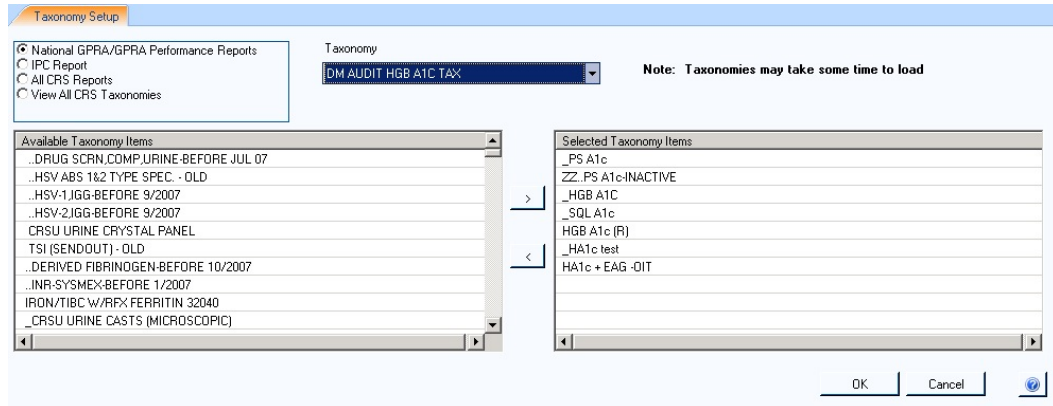 Taxonomy Setup
National GPRA/GPRA Performance Reports
IPC Report
All CRS Reports
View All CRS Taxonomies
Taxonomy
DM AUDIT HGB A1C TAX
Note: Taxonomies may take some time to load
Available Taxonomy Items
..DRUG SCRN,COMP,URINE-BEFORE JUL 07
..HSV ABS 1&2 TYPE SPEC. - OLD
..HSV-1,IGG-BEFORE 9/2007
..HSV-2,IGG-BEFORE 9/2007
CRSU URINE CRYSTAL PANEL
TSI (SENDOUT) - OLD
..DERIVED FIBRINOGEN-BEFORE 10/2007
..INR-SYSMEX-BEFORE 1/2007
IRON/TIBC W/RFX FERRITIN 32040
_CRSU URINE CASTS (MICROSCOPIC)
>
<
Selected Taxonomy Items
_PS A1c
ZZ..PS A1c-INACTIVE
_HGB A1C
_SQL A1c
HGB A1c (R)
_HA1c test
HA1c + EAG -OIT
OK
Cancel
?